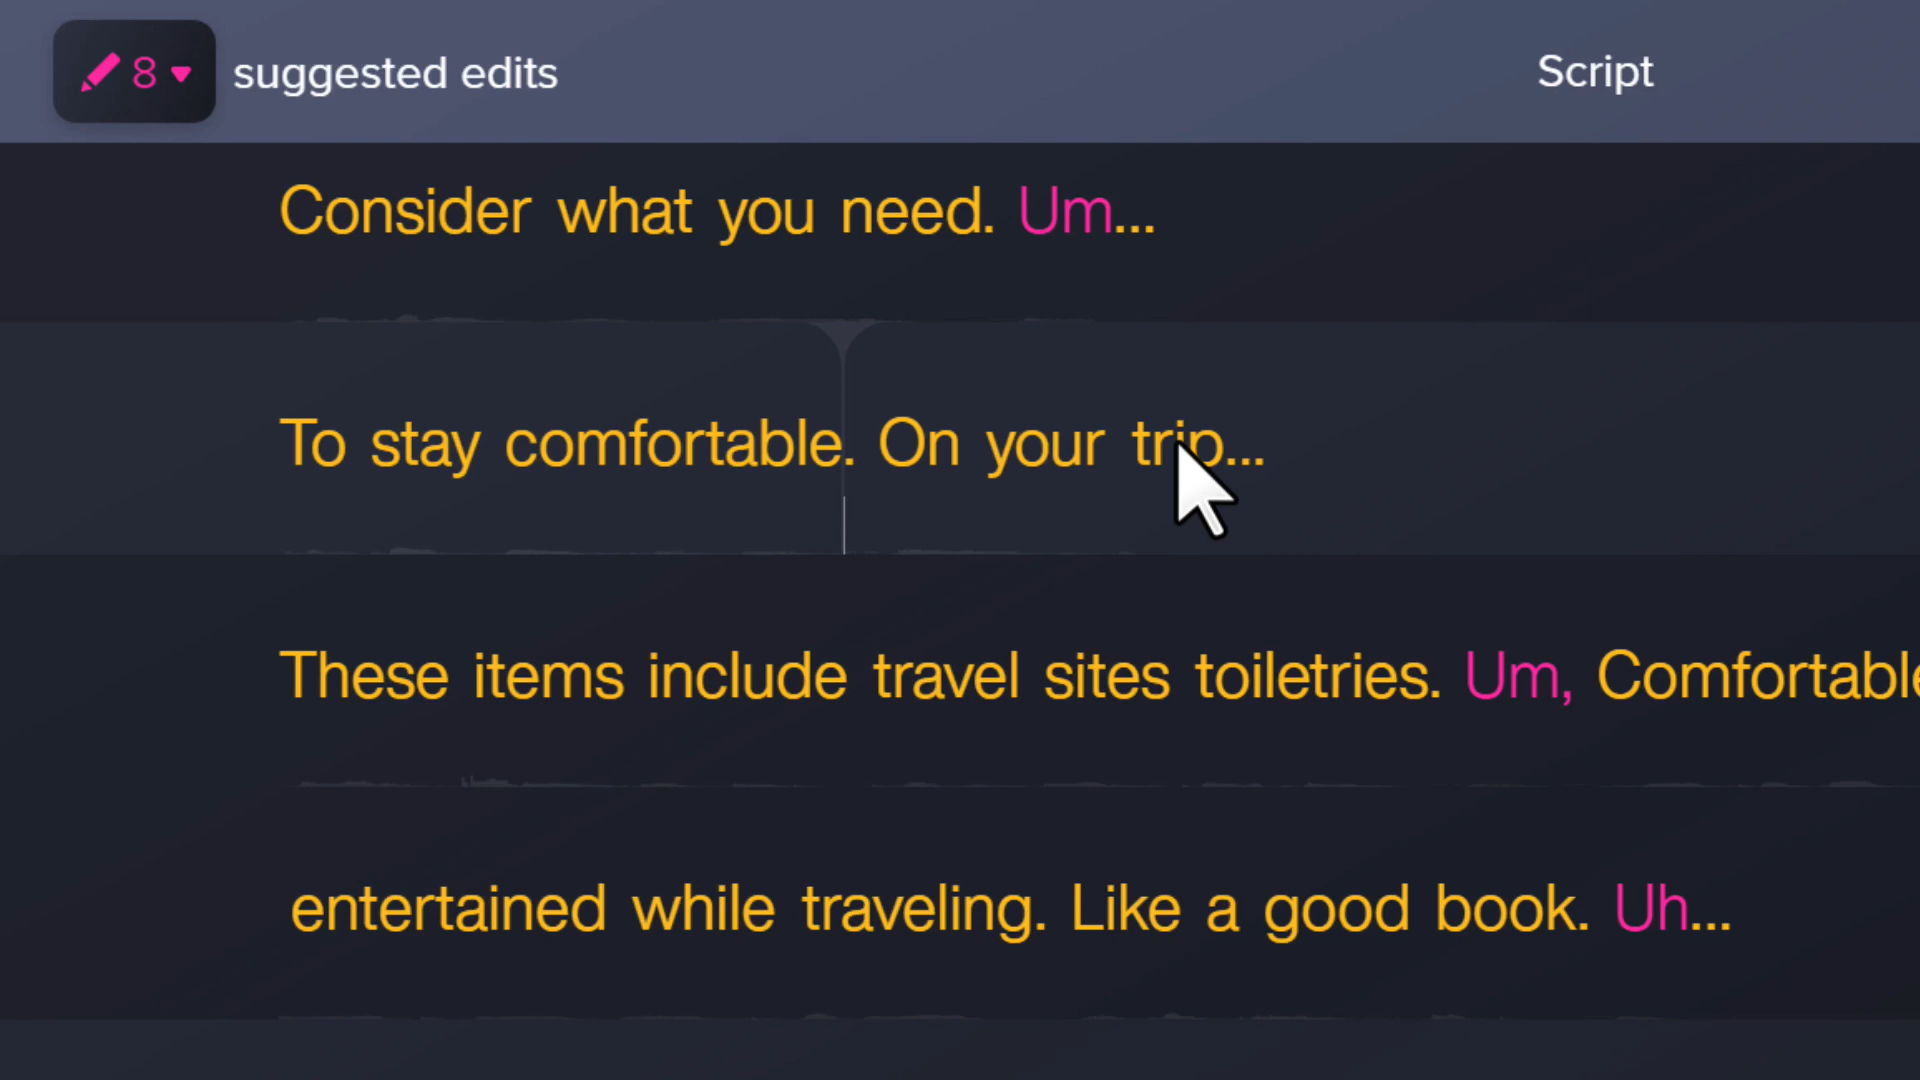 8 suggested edits
Script
Consider what you need. Um...
To stay comfortable. On your trip...
These items include travel sites toiletries. Um, Comfortable
entertained while traveling. Like a good book. Uh...